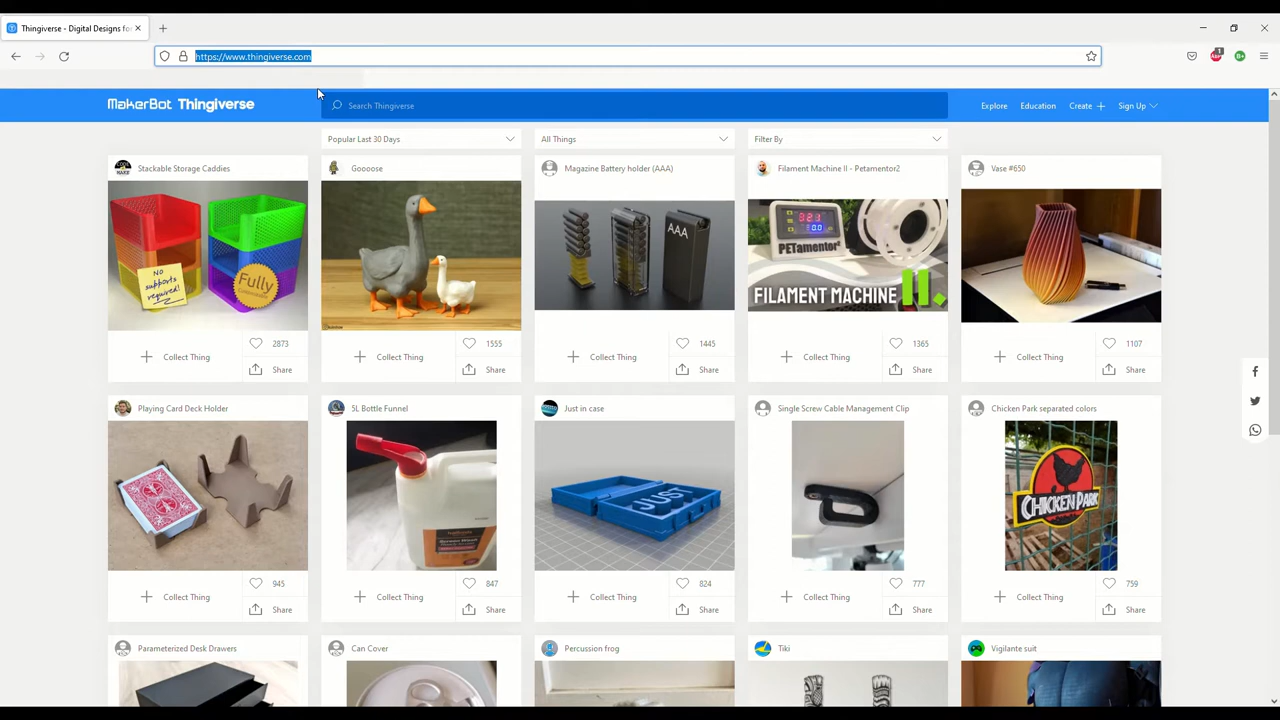 Thingiverse - Digital Designs for
https://www.thingiverse.com
MakerBot Thingiverse
Search Thingiverse
Explore
Education
Create
Sign Up
Popular Last 30 Days
All Things
Filter By
Stackable Storage Caddies
Goooose
Magazine Battery holder (AAA)
Filament Machine II - Petamentor2
Vase #650
No
supports
required!
Fully
AAA
PETamentor²
FILAMENT MACHINE II.
2873
Collect Thing
Share
1555
Collect Thing
Share
1445
Collect Thing
Share
1365
Collect Thing
Share
1107
Collect Thing
Share
Playing Card Deck Holder
5L Bottle Funnel
Just in case
Single Screw Cable Management Clip
Chicken Park separated colors
JUST
CHICKEN PARK
945
Collect Thing
Share
847
Collect Thing
Share
824
Collect Thing
Share
777
Collect Thing
Share
759
Collect Thing
Share
Parameterized Desk Drawers
Can Cover
Percussion frog
Tiki
Vigilante suit